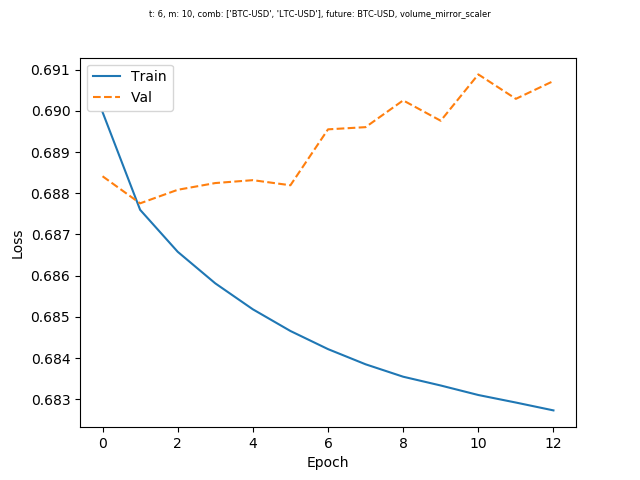 t: 6, m: 10, comb: ['BTC-USD', 'LTC-USD'], future: BTC-USD, volume_mirror_scaler
Train
Val
0.691
0.690
0.689
0.688
0.687
0.686
0.685
0.684
0.683
Loss
0 2 4 6 8 10 12
Epoch